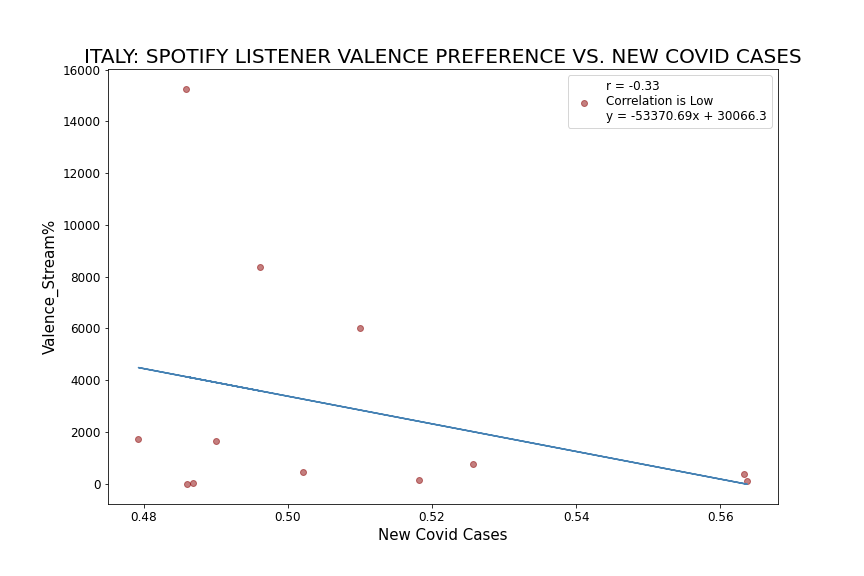 ITALY: SPOTIFY LISTENER VALENCE PREFERENCE VS. NEW COVID CASES
r = -0.33
Correlation is Low
y = -53370.69x + 30066.3
Valence_Stream%
16000
14000
12000
10000
8000
6000
4000
2000
0
0.48 0.50 0.52 0.54 0.56
New Covid Cases